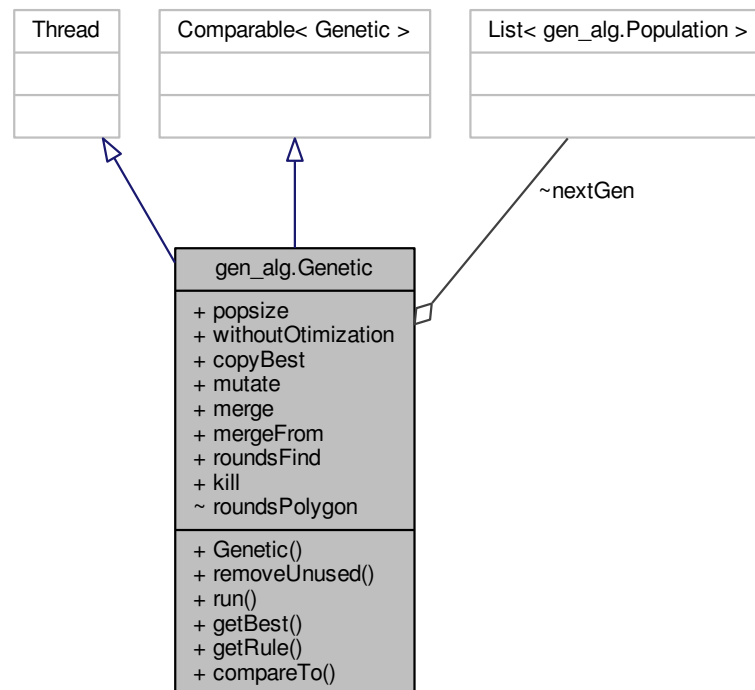 Thread
Comparable< Genetic >
List< gen_alg.Population >
~nextGen
gen_alg.Genetic
+ popsize
+ withoutOtimization
+ copyBest
+ mutate
+ merge
+ mergeFrom
+ roundsFind
+ kill
~ roundsPolygon
+ Genetic()
+ removeUnused()
+ run()
+ getBest()
+ getRule()
+ compareTo()